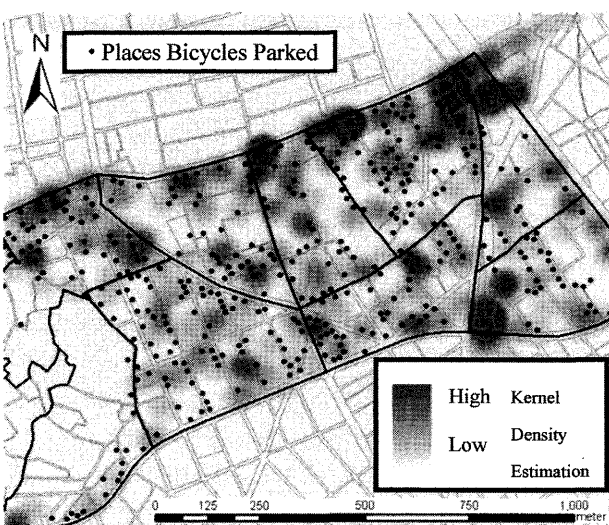 N
• Places Bicycles Parked
High Kernel
Low Density
Estimation
0 125 250 500 750 1,000
meter